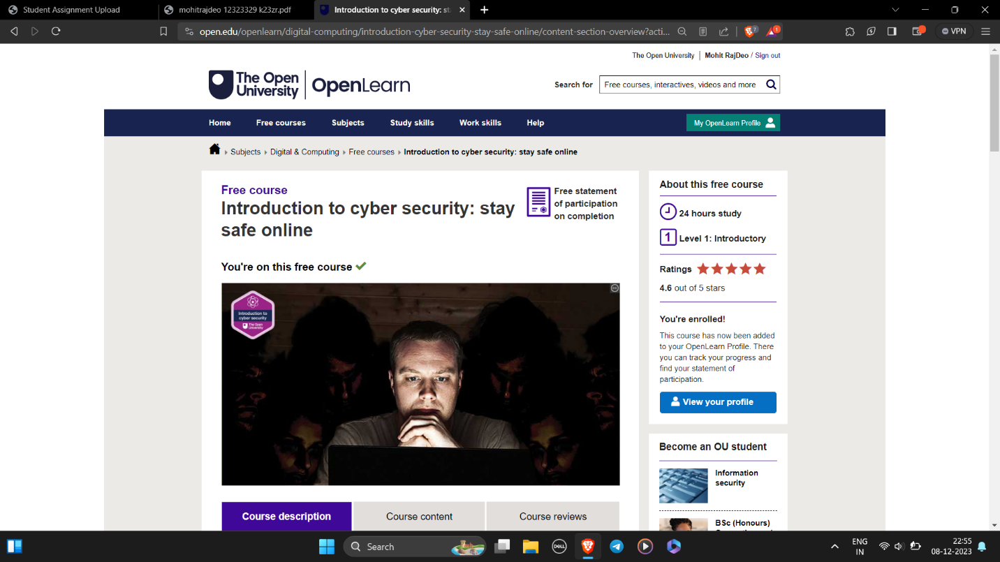 Student Assignment Upload
mohitrajdeo 12323329 k23zr.pdf
Introduction to cyber security: st
open.edu/openlearn/digital-computing/introduction-cyber-security-stay-safe-online/content-section-overview?acti...
7
1
VPN
The Open University
Mohit RajDeo / Sign out
The Open
University
OpenLearn
Search for
Free courses, interactives, videos and more
Home
Free courses
Subjects
Study skills
Work skills
Help
My OpenLearn Profile
Subjects
Digital & Computing
Free courses
Introduction to cyber security: stay safe online
Free course
Introduction to cyber security: stay
safe online
Free statement
of participation
on completion
You're on this free course
cc
Introduction to
cyber security
The Open
University
Course description
Course content
Course reviews
About this free course
24 hours study
1
Level 1: Introductory
Ratings
4.6 out of 5 stars
You're enrolled!
This course has now been added
to your OpenLearn Profile. There
you can track your progress and
find your statement of
participation.
View your profile
Become an OU student
Information
security
BSc (Honours)
Search
DELL
ENG
IN
22:55
08-12-2023